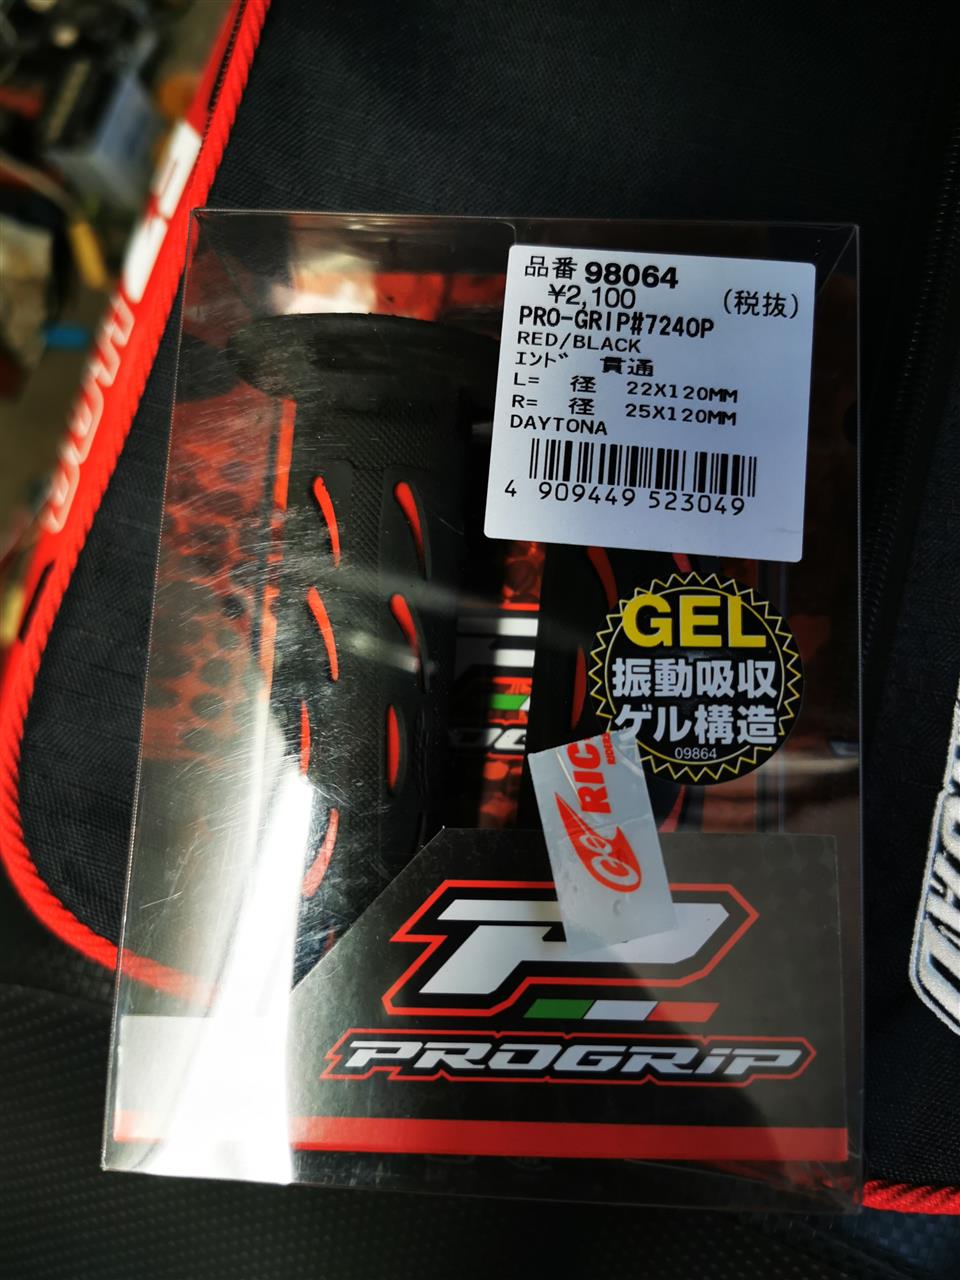 品番 98064
¥2,100 (税抜)
PRO-GRIP#7240P
RED/BLACK
エンド 貫通
L= 径 22X120MM
R= 径 25X120MM
DAYTONA
4 909449 523049
GEL
振動吸収
ゲル構造
09864
RIC
PROGRIP